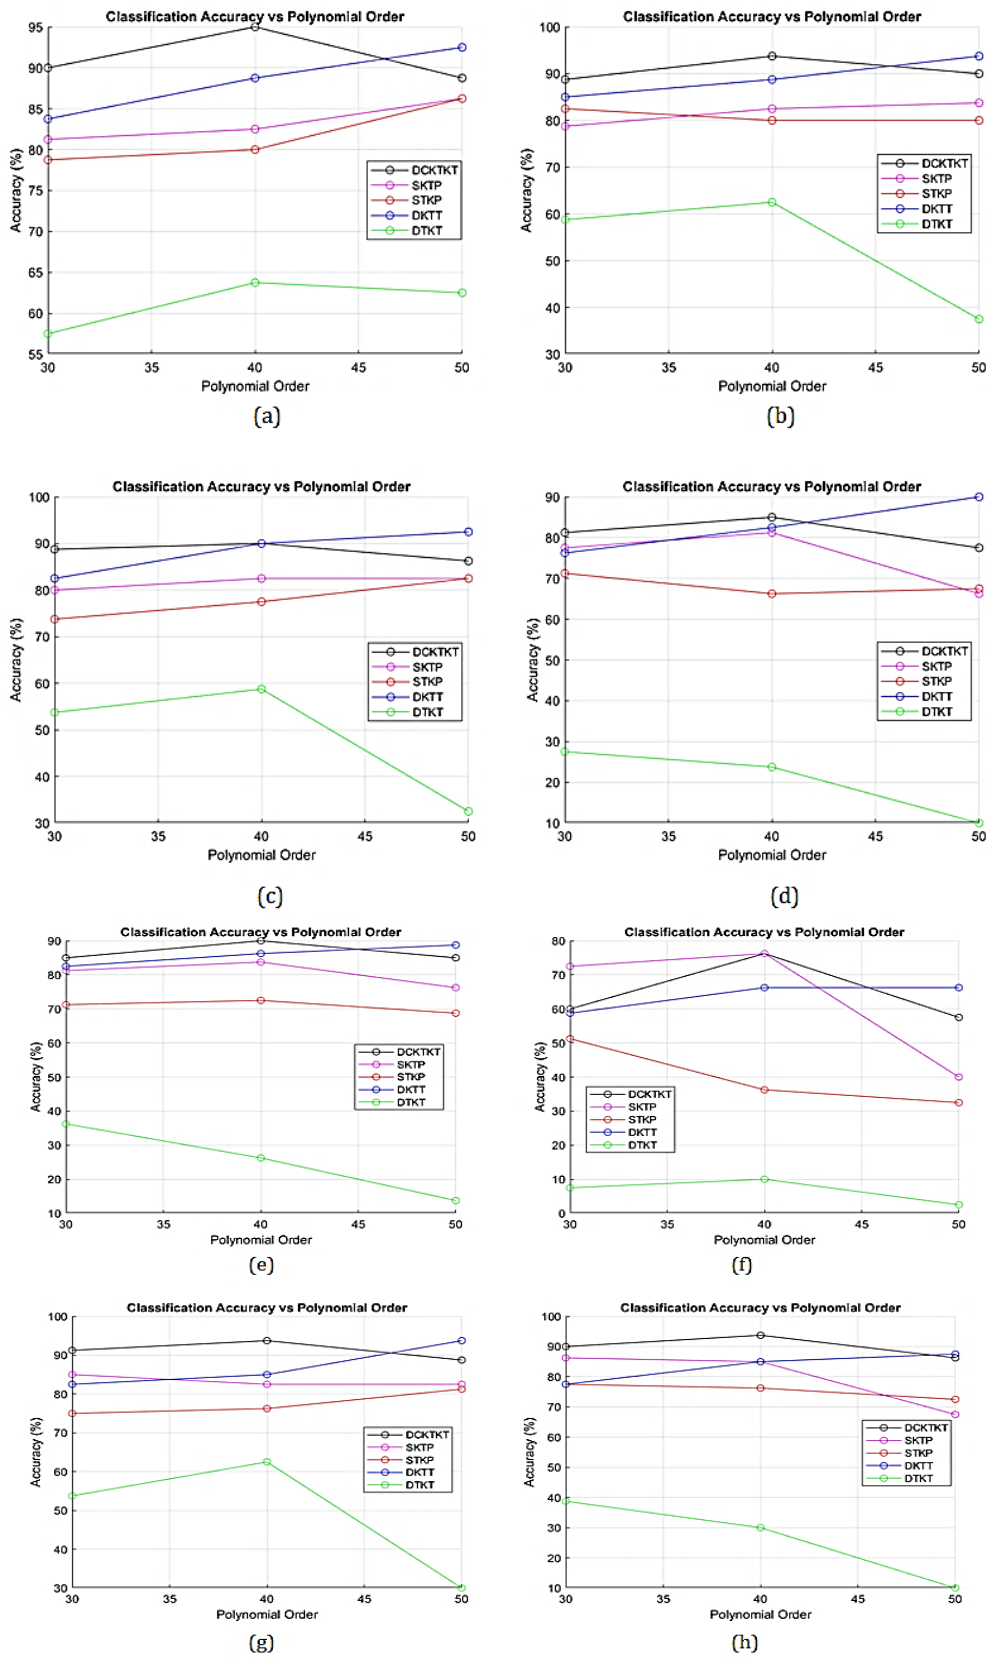 Classification Accuracy vs Polynomial Order
95
90
85
80
75
70
65
60
55
Accuracy (%)
DCKTKT
SKTP
STKP
DKTT
DTKT
30 35 40 45 50
Polynomial Order
(a)
Classification Accuracy vs Polynomial Order
100
90
80
70
60
50
40
30
Accuracy (%)
DCKTKT
SKTP
STKP
DKTT
DTKT
30 35 40 45 50
Polynomial Order
(b)
Classification Accuracy vs Polynomial Order
100
90
80
70
60
50
40
30
Accuracy (%)
DCKTKT
SKTP
STKP
DKTT
DTKT
30 35 40 45 50
Polynomial Order
(c)
Classification Accuracy vs Polynomial Order
90
80
70
60
50
40
30
20
10
Accuracy (%)
DCKTKT
SKTP
STKP
DKTT
DTKT
30 35 40 45 50
Polynomial Order
(d)
Classification Accuracy vs Polynomial Order
90
80
70
60
50
40
30
20
10
Accuracy (%)
DCKTKT
SKTP
STKP
DKTT
DTKT
30 35 40 45 50
Polynomial Order
(e)
Classification Accuracy vs Polynomial Order
80
70
60
50
40
30
20
10
0
Accuracy (%)
DCKTKT
SKTP
STKP
DKTT
DTKT
30 35 40 45 50
Polynomial Order
(f)
Classification Accuracy vs Polynomial Order
100
90
80
70
60
50
40
30
Accuracy (%)
DCKTKT
SKTP
STKP
DKTT
DTKT
30 35 40 45 50
Polynomial Order
(g)
Classification Accuracy vs Polynomial Order
100
90
80
70
60
50
40
30
20
10
Accuracy (%)
DCKTKT
SKTP
STKP
DKTT
DTKT
30 35 40 45 50
Polynomial Order
(h)